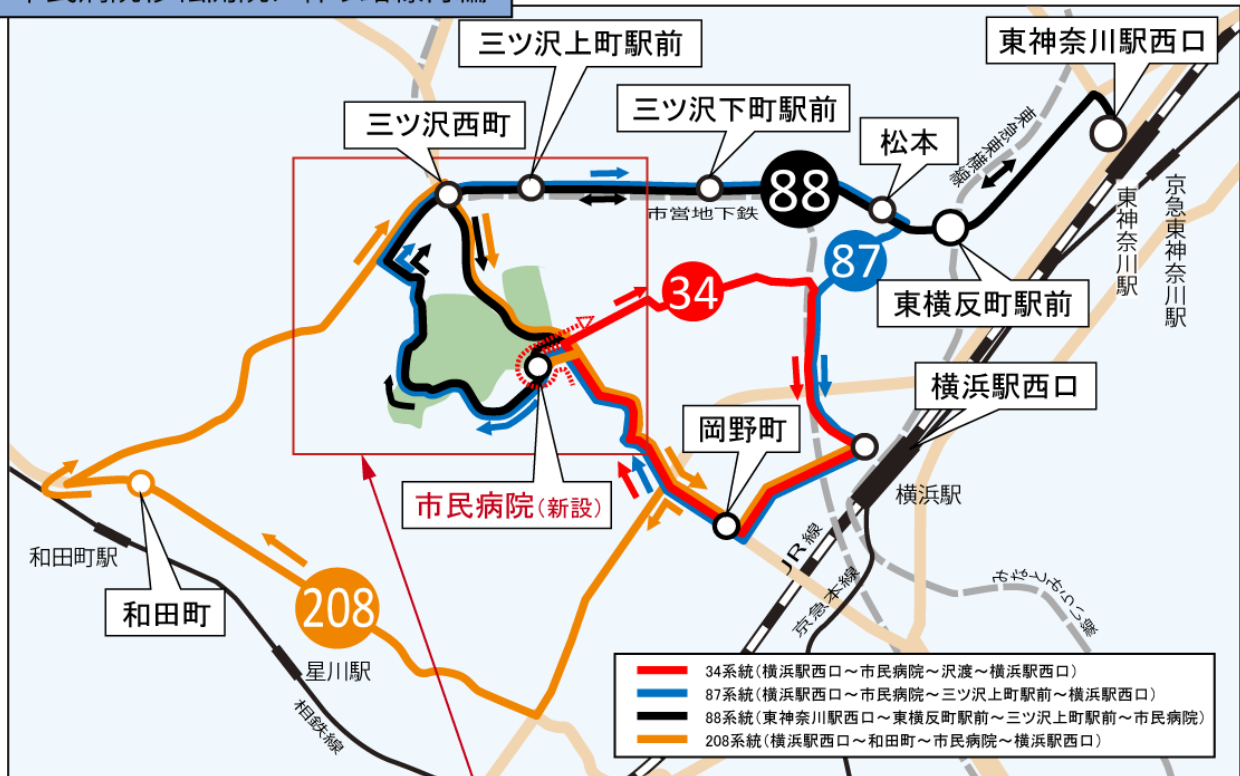 三ツ沢上町駅前
東神奈川駅西口
三ツ沢西町
三ツ沢下町駅前
松本
東急東横線
88
市営地下鉄
東神奈川駅
京急東神奈川駅
87
34
東横反町駅前
横浜駅西口
岡野町
市民病院(新設)
横浜駅
和田町駅
JR線
京急本線
みなとみらい線
和田町
208
星川駅
相鉄線
34系統(横浜駅西口～市民病院～沢渡～横浜駅西口)
87系統(横浜駅西口～市民病院～三ツ沢上町駅前～横浜駅西口)
88系統(東神奈川駅西口～東横反町駅前～三ツ沢上町駅前～市民病院)
208系統(横浜駅西口～和田町～市民病院～横浜駅西口)